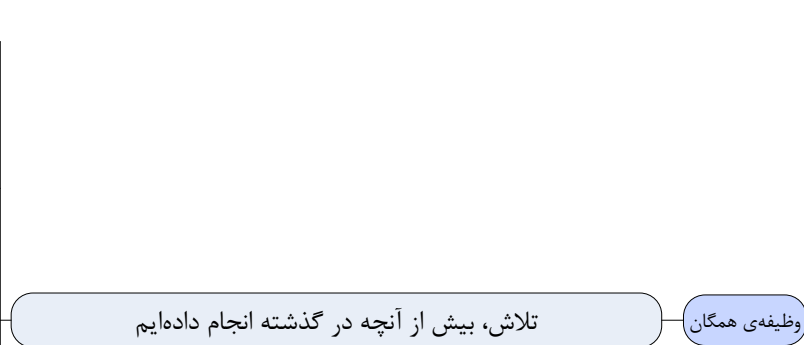 وظیفه‌ی همگان
تلاش، بیش از آنچه در گذشته انجام داده‌ایم